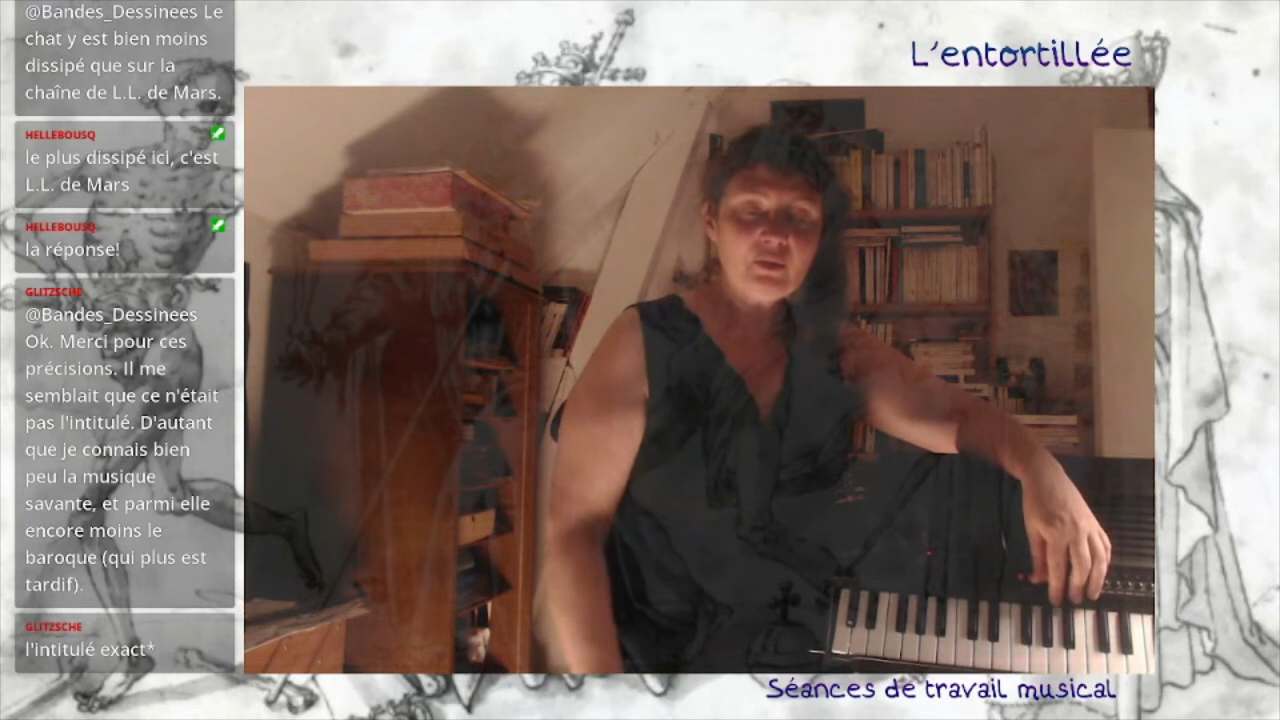 @Bandes_Dessinees Le
chat y est bien moins
dissipé que sur la
chaîne de L.L. de Mars.
HELLEBOUSQ
le plus dissipé ici, c'est
L.L. de Mars
HELLEBOUSQ
la réponse!
GLITZSCHE
@Bandes_Dessinees
Ok. Merci pour ces
précisions. Il me
semblait que ce n'était
pas l'intitulé. D'autant
que je connais bien
peu la musique
savante, et parmi elle
encore moins le
baroque (qui plus est
tardif).
GLITZSCHE
l'intitulé exact*
L'entortillée
Séances de travail musical